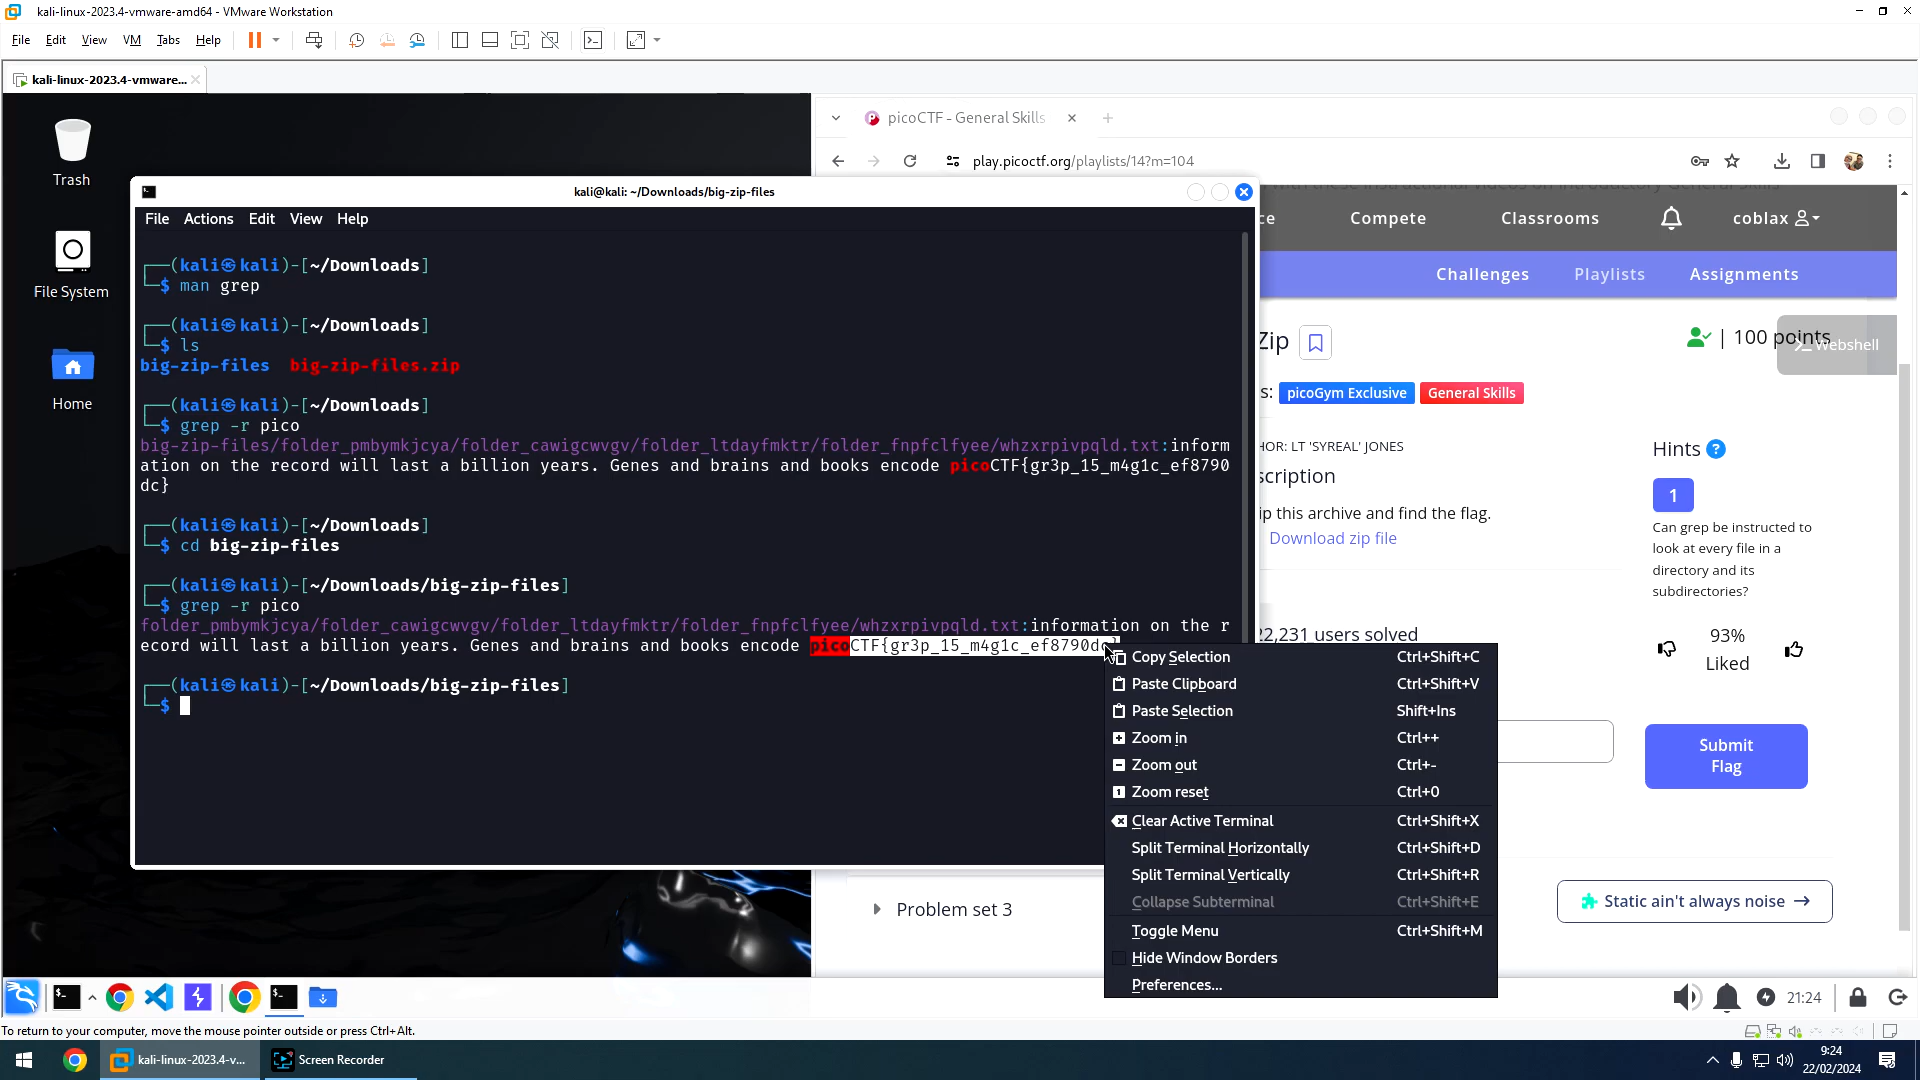 kali-linux-2023.4-vmware-amd64 - VMware Workstation
File Edit View VM Tabs Help
kali-linux-2023.4-vmware...
Trash
File System
Home
picoCTF - General Skills
play.picoctf.org/playlists/14?m=104
with these instructional videos on introductory General skills
ce Compete Classrooms coblax
Challenges Playlists Assignments
Zip
| 100 points
Webshell
s: picoGym Exclusive General Skills
HOR: LT 'SYREAL' JONES
scription
ip this archive and find the flag.
Download zip file
Hints ?
1
Can grep be instructed to
look at every file in a
directory and its
subdirectories?
22,231 users solved
93%
Liked
Submit
Flag
Problem set 3
Static ain't always noise →
kali@kali: ~/Downloads/big-zip-files
File Actions Edit View Help
┌──(kali㉿kali)-[~/Downloads]
└─$ man grep
┌──(kali㉿kali)-[~/Downloads]
└─$ ls
big-zip-files big-zip-files.zip
┌──(kali㉿kali)-[~/Downloads]
└─$ grep -r pico
big-zip-files/folder_pmbymkjcya/folder_cawigcwvgv/folder_ltdayfmktr/folder_fnpfclfyee/whzxrpivpqld.txt:inform
ation on the record will last a billion years. Genes and brains and books encode picoCTF{gr3p_15_m4g1c_ef8790
dc}
┌──(kali㉿kali)-[~/Downloads]
└─$ cd big-zip-files
┌──(kali㉿kali)-[~/Downloads/big-zip-files]
└─$ grep -r pico
folder_pmbymkjcya/folder_cawigcwvgv/folder_ltdayfmktr/folder_fnpfclfyee/whzxrpivpqld.txt:information on the r
ecord will last a billion years. Genes and brains and books encode picoCTF{gr3p_15_m4g1c_ef8790dc}
┌──(kali㉿kali)-[~/Downloads/big-zip-files]
└─$
Copy Selection Ctrl+Shift+C
Paste Clipboard Ctrl+Shift+V
Paste Selection Shift+Ins
Zoom in Ctrl++
Zoom out Ctrl+-
Zoom reset Ctrl+0
Clear Active Terminal Ctrl+Shift+X
Split Terminal Horizontally Ctrl+Shift+D
Split Terminal Vertically Ctrl+Shift+R
Collapse Subterminal Ctrl+Shift+E
Toggle Menu Ctrl+Shift+M
Hide Window Borders
Preferences...
21:24
To return to your computer, move the mouse pointer outside or press Ctrl+Alt.
kali-linux-2023.4-v...
Screen Recorder
9:24
22/02/2024